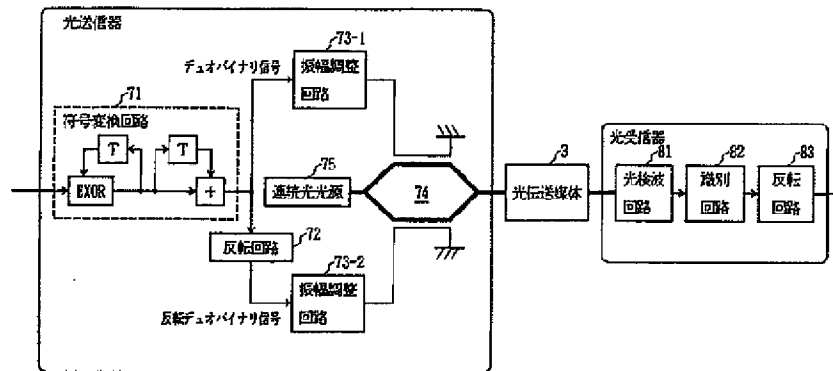 光送信器
71
符号変換回路
T
T
EXOR
+
デュオバイナリ信号
73-1
振幅調整
回路
75
連続光光源
74
72
反転回路
73-2
反転デュオバイナリ信号
振幅調整
回路
3
光伝送媒体
光受信器
81
82
83
光検波
回路
識別
回路
反転
回路